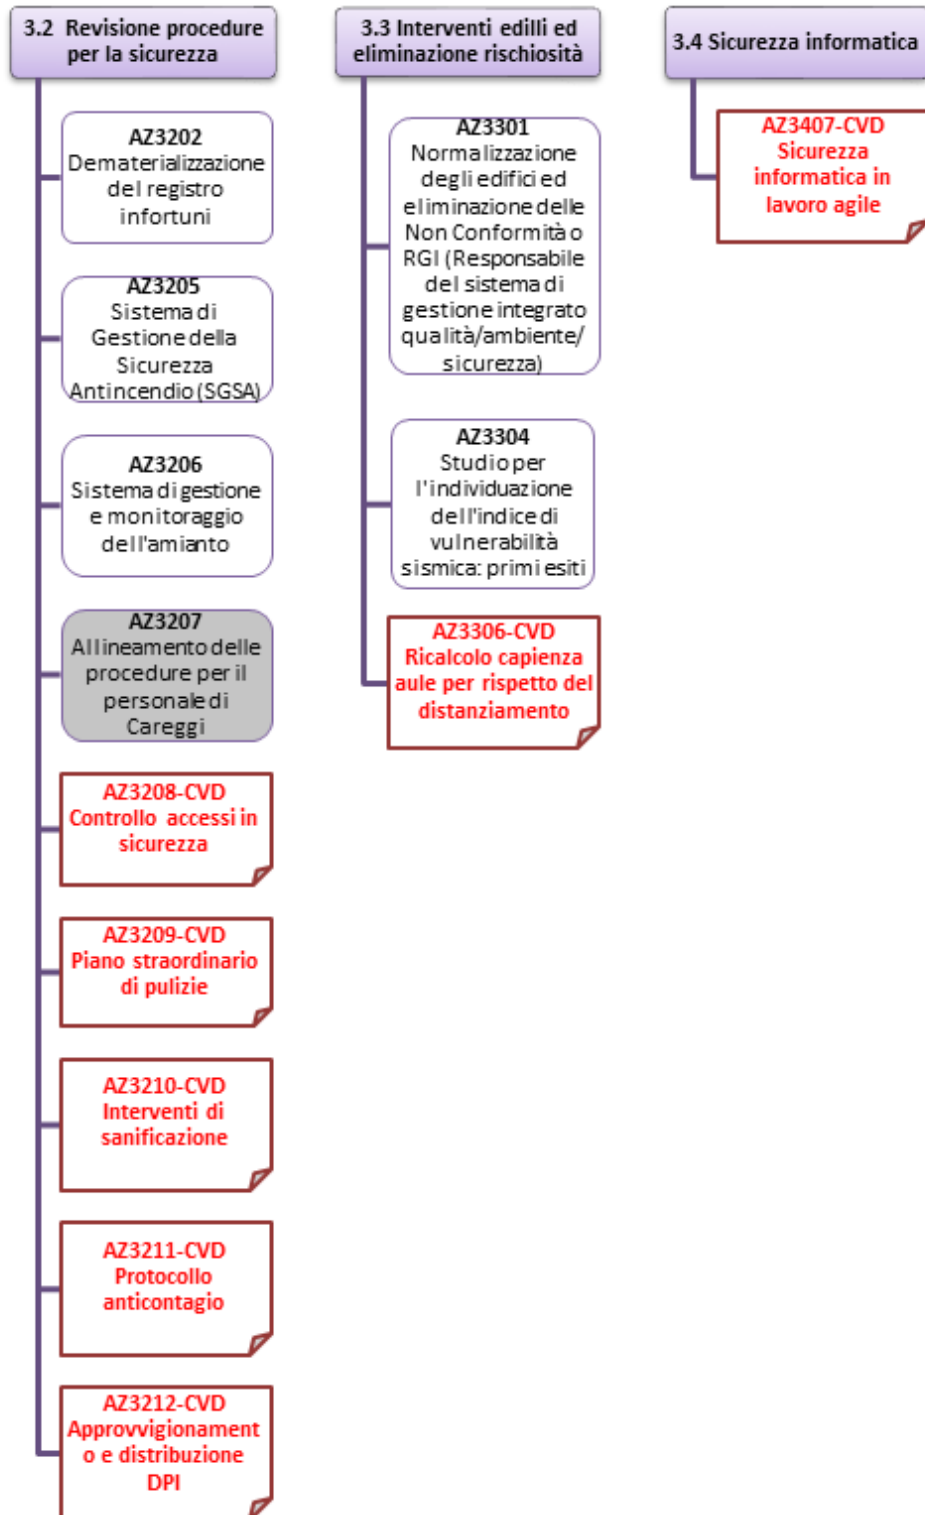 3.2  Revisione procedure
per la sicurezza
AZ3202
Dematerializzazione
del registro
infortuni
AZ3205
Sistema di
Gestione della
Sicurezza
Antincendio (SGSA)
AZ3206
Sistema di gestione
e monitoraggio
dell'amianto
AZ3207
Allineamento delle
procedure per il
personale di
Careggi
AZ3208-CVD
Controllo accessi in
sicurezza
AZ3209-CVD
Piano straordinario
di pulizie
AZ3210-CVD
Interventi di
sanificazione
AZ3211-CVD
Protocollo
anticontagio
AZ3212-CVD
Approvvigionament
o e distribuzione
DPI
3.3 Interventi edilli ed
eliminazione rischiosità
AZ3301
Normalizzazione
degli edifici ed
eliminazione delle
Non Conformità o
RGI (Responsabile
del sistema di
gestione integrato
qualità/ambiente/
sicurezza)
AZ3304
Studio per
l'individuazione
dell'indice di
vulnerabilità
sismica: primi esiti
AZ3306-CVD
Ricalcolo capienza
aule per rispetto del
distanziamento
3.4 Sicurezza informatica
AZ3407-CVD
Sicurezza
informatica in
lavoro agile